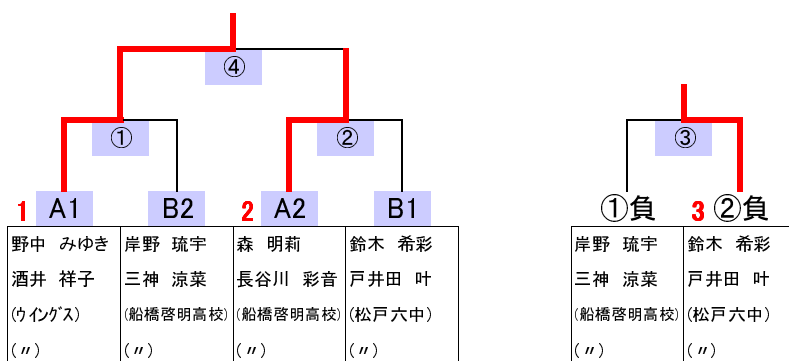 ④
① ② ③
1 A1 B2 2 A2 B1 ①負 3 ②負
野中 みゆき 岸野 琉宇 森 明莉 鈴木 希彩 岸野 琉宇 鈴木 希彩
酒井 祥子 三神 涼菜 長谷川 彩音 戸井田 叶 三神 涼菜 戸井田 叶
(ウイングス) (船橋啓明高校) (船橋啓明高校) (松戸六中) (船橋啓明高校) (松戸六中)
(〃) (〃) (〃) (〃) (〃) (〃)